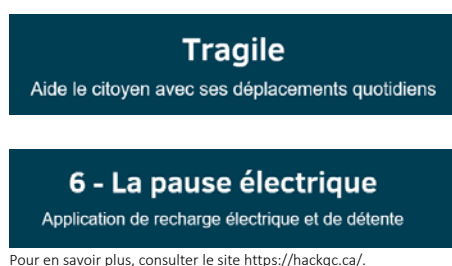 Tragile
Aide le citoyen avec ses déplacements quotidiens
6 - La pause électrique
Application de recharge électrique et de détente
Pour en savoir plus, consulter le site https://hackqc.ca/.